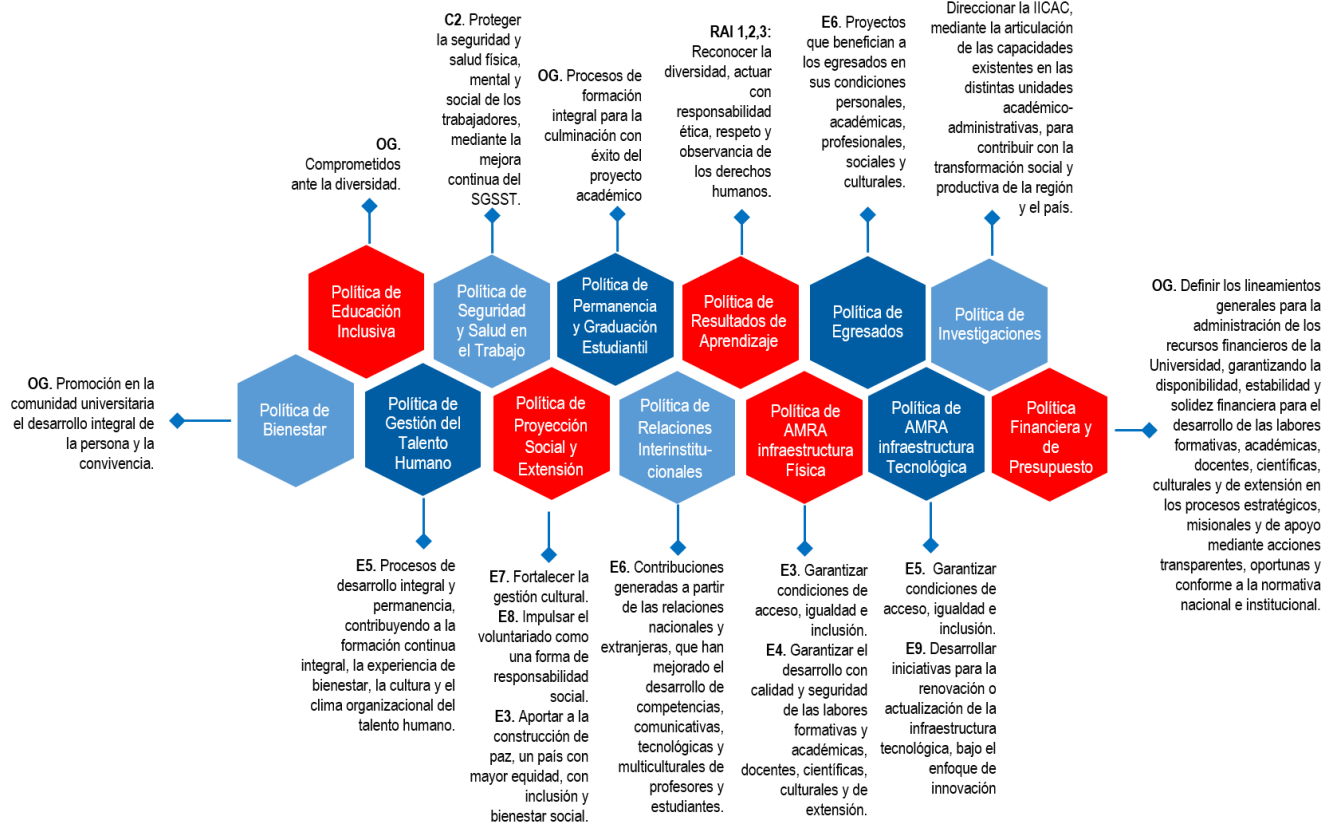 OG.
Comprometidos
ante la diversidad.
C2. Proteger
la seguridad y
salud física,
mental y
social de los
trabajadores,
mediante la
mejora
continua del
SGSST.
OG. Procesos de
formación
integral para la
culminación con
éxito del
proyecto
académico
RAI 1,2,3:
Reconocer la
diversidad, actuar
con
responsabilidad
ética, respeto y
observancia de
los derechos
humanos.
E6. Proyectos
que benefician a
los egresados en
sus condiciones
personales,
académicas,
profesionales,
sociales y
culturales.
Direccionar la IICAC,
mediante la articulación
de las capacidades
existentes en las
distintas unidades
académico-
administrativas, para
contribuir con la
transformación social y
productiva de la región
y el país.
Política de
Educación
Inclusiva
Política de
Seguridad
y Salud en
el Trabajo
Política de
Permanencia
y Graduación
Estudiantil
Política de
Resultados de
Aprendizaje
Política de
Egresados
Política de
Investigaciones
OG. Promoción en la
comunidad universitaria
el desarrollo integral de
la persona y la
convivencia.
Política de
Bienestar
Política de
Gestión del
Talento
Humano
Política de
Proyección
Social y
Extensión
Política de
Relaciones
Interinstitu-
cionales
Política de
AMRA
infraestructura
Física
Política de
AMRA
infraestructura
Tecnológica
Política
Financiera y
de
Presupuesto
OG. Definir los lineamientos
generales para la
administración de los
recursos financieros de la
Universidad, garantizando la
disponibilidad, estabilidad y
solidez financiera para el
desarrollo de las labores
formativas, académicas,
docentes, científicas,
culturales y de extensión en
los procesos estratégicos,
misionales y de apoyo
mediante acciones
transparentes, oportunas y
conforme a la normativa
nacional e institucional.
E5. Procesos de
desarrollo integral y
permanencia,
contribuyendo a la
formación continua
integral, la experiencia de
bienestar, la cultura y el
clima organizacional del
talento humano.
E7. Fortalecer la
gestión cultural.
E8. Impulsar el
voluntariado como
una forma de
responsabilidad
social.
E3. Aportar a la
construcción de
paz, un país con
mayor equidad, con
inclusión y
bienestar social.
E6. Contribuciones
generadas a partir
de las relaciones
nacionales y
extranjeras, que han
mejorado el
desarrollo de
competencias,
comunicativas,
tecnológicas y
multiculturales de
profesores y
estudiantes.
E3. Garantizar
condiciones de
acceso, igualdad e
inclusión.
E4. Garantizar el
desarrollo con
calidad y seguridad
de las labores
formativas y
académicas,
docentes, científicas,
culturales y de
extensión.
E5. Garantizar
condiciones de
acceso, igualdad e
inclusión.
E9. Desarrollar
iniciativas para la
renovación o
actualización de la
infraestructura
tecnológica, bajo el
enfoque de
innovación